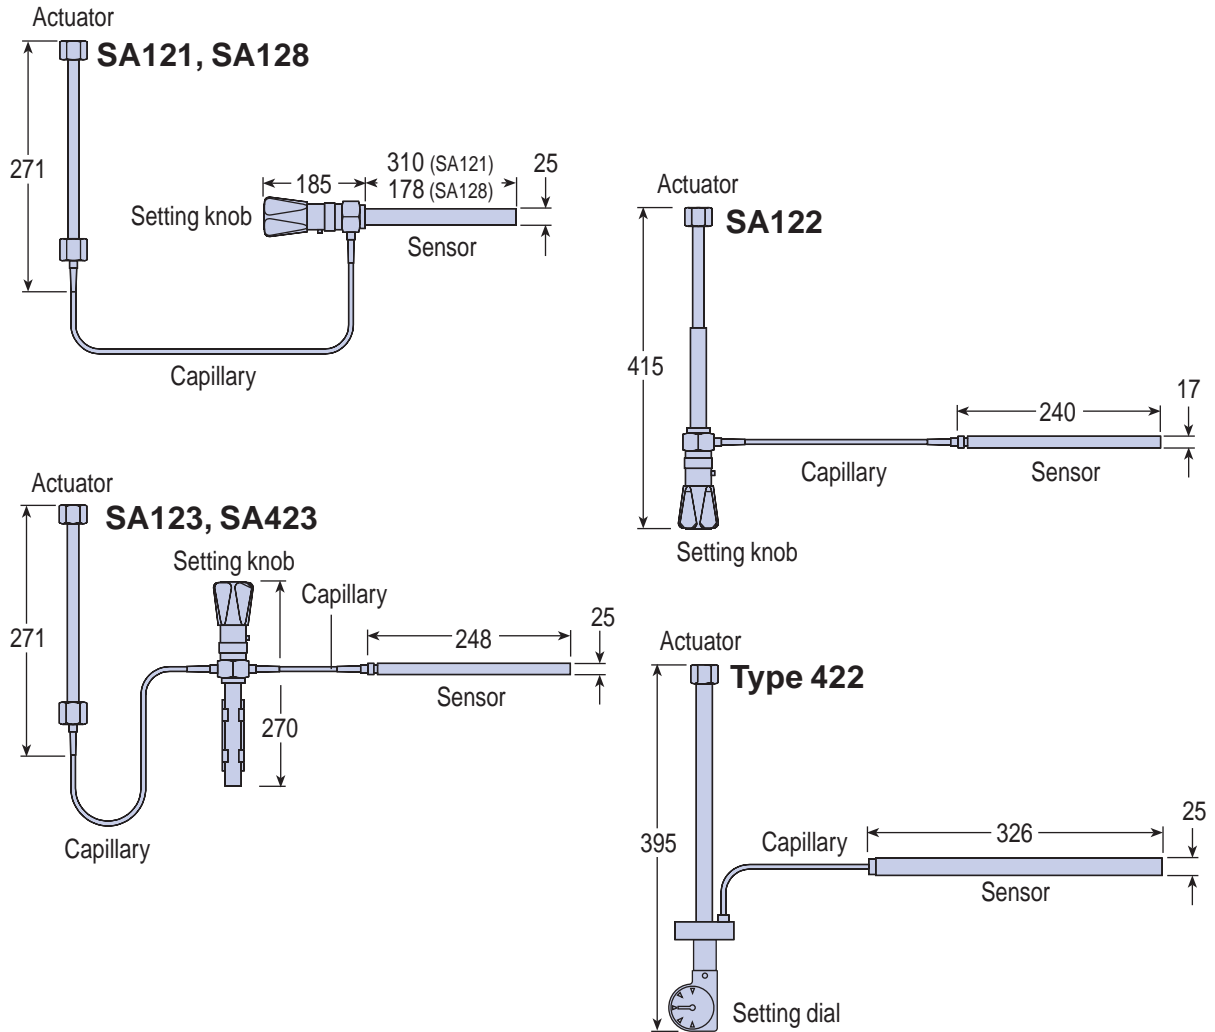 Actuator
SA121, SA128
271
310 (SA121)
185
178 (SA128)
25
Setting knob
Sensor
Capillary
Actuator
SA122
415
240
17
Capillary
Sensor
Setting knob
Actuator
SA123, SA423
Setting knob
Capillary
271
248
25
Sensor
270
Capillary
Actuator
Type 422
395
Capillary
326
25
Sensor
Setting dial